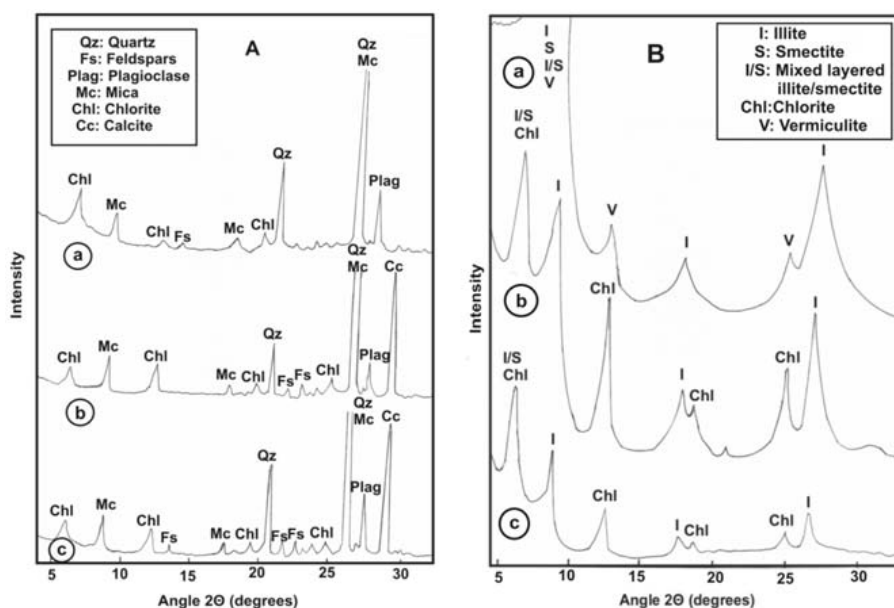 A
Qz: Quartz
Fs: Feldspars
Plag: Plagioclase
Mc: Mica
Chl: Chlorite
Cc: Calcite
Qz
Mc
Qz
Plag
Chl
Mc
Chl
Fs
Mc
Chl
a
Qz
Mc
Cc
Qz
Plag
Chl
Mc
Chl
Mc
Chl
Fs
Fs
Chl
b
Qz
Mc
Cc
Qz
Plag
Chl
Mc
Chl
Fs
Mc
Chl
Fs
Fs
Chl
c
Intensity
5 10 15 20 25 30
Angle 2Θ (degrees)
B
I: Illite
S: Smectite
I/S: Mixed layered
illite/smectite
Chl:Chlorite
V: Vermiculite
a
I
S
I/S
V
V
I
V
I
I/S
Chl
I
b
Chl
I
Chl
Chl
I
I/S
Chl
I
c
Chl
I
Chl
Chl
I
Intensity
5 10 15 20 25 30
Angle 2Θ (degrees)